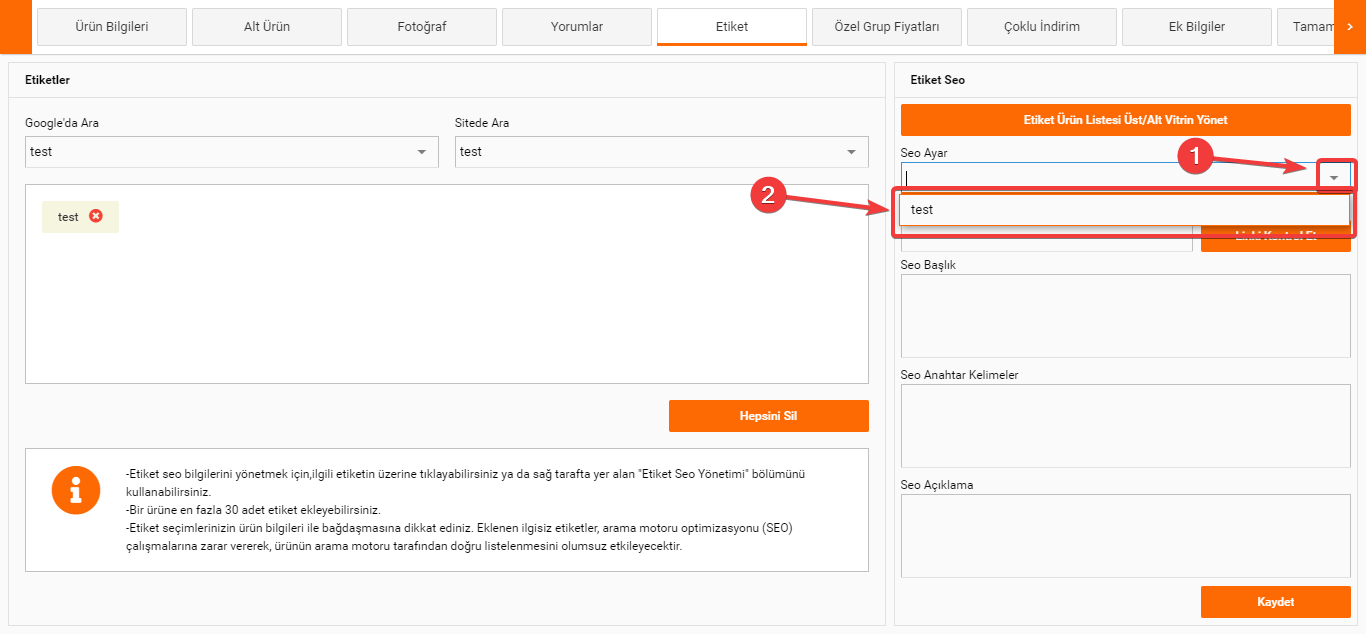 Ürün Bilgileri
Alt Ürün
Fotoğraf
Yorumlar
Etiket
Özel Grup Fiyatları
Çoklu İndirim
Ek Bilgiler
Etiketler
Google'da Ara
Sitede Ara
test
test
test
Hepsini Sil
-Etiket seo bilgilerini yönetmek için,ilgili etiketin üzerine tıklayabilirsiniz ya da sağ tarafta yer alan "Etiket Seo Yönetimi" bölümünü
kullanabilirsiniz.
-Bir ürüne en fazla 30 adet etiket ekleyebilirsiniz.
-Etiket seçimlerinizin ürün bilgileri ile bağdaşmasına dikkat ediniz. Eklenen ilgisiz etiketler, arama motoru optimizasyonu (SEO)
çalışmalarına zarar vererek, ürünün arama motoru tarafından doğru listelenmesini olumsuz etkileyecektir.
Etiket Seo
Etiket Ürün Listesi Üst/Alt Vitrin Yönet
Seo Ayar
1
2
test
Linki Kontrol Et
Seo Başlık
Seo Anahtar Kelimeler
Seo Açıklama
Kaydet